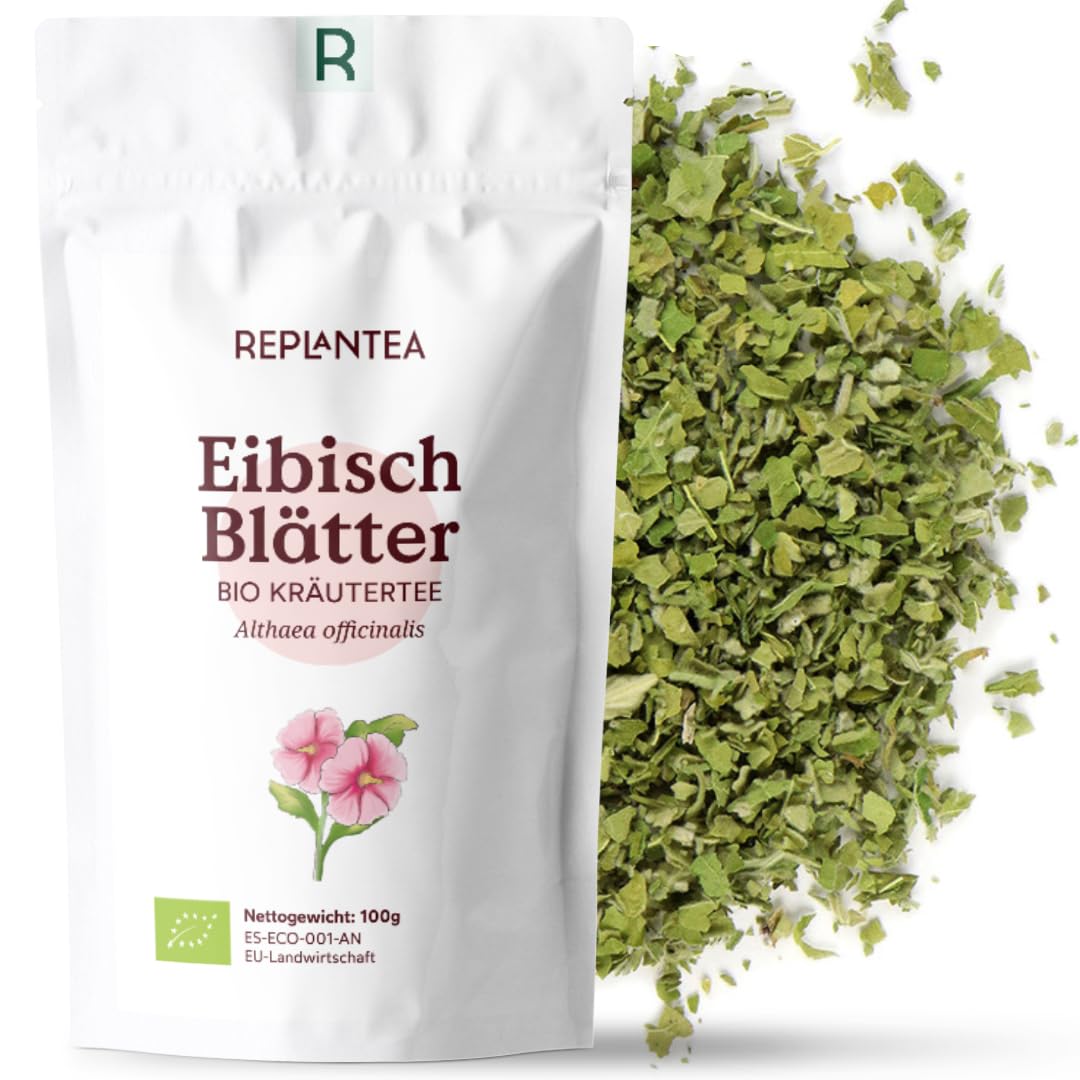 R
REPLANTEA
Eibisch
Blätter
BIO KRÄUTERTEE
Althaea officinalis
Nettogewicht: 100g
ES-ECO-001-AN
EU-Landwirtschaft